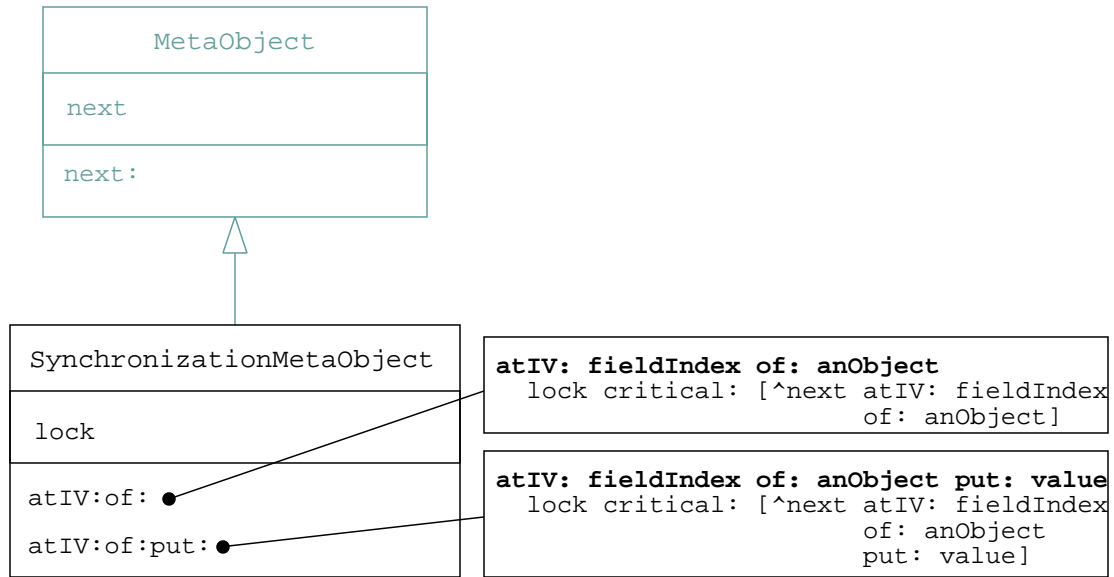 MetaObject
next
next:
SynchronizationMetaObject
lock
atIV:of:
atIV:of:put:
atIV: fieldIndex of: anObject
lock critical: [^next atIV: fieldIndex
of: anObject]
atIV: fieldIndex of: anObject put: value
lock critical: [^next atIV: fieldIndex
of: anObject
put: value]